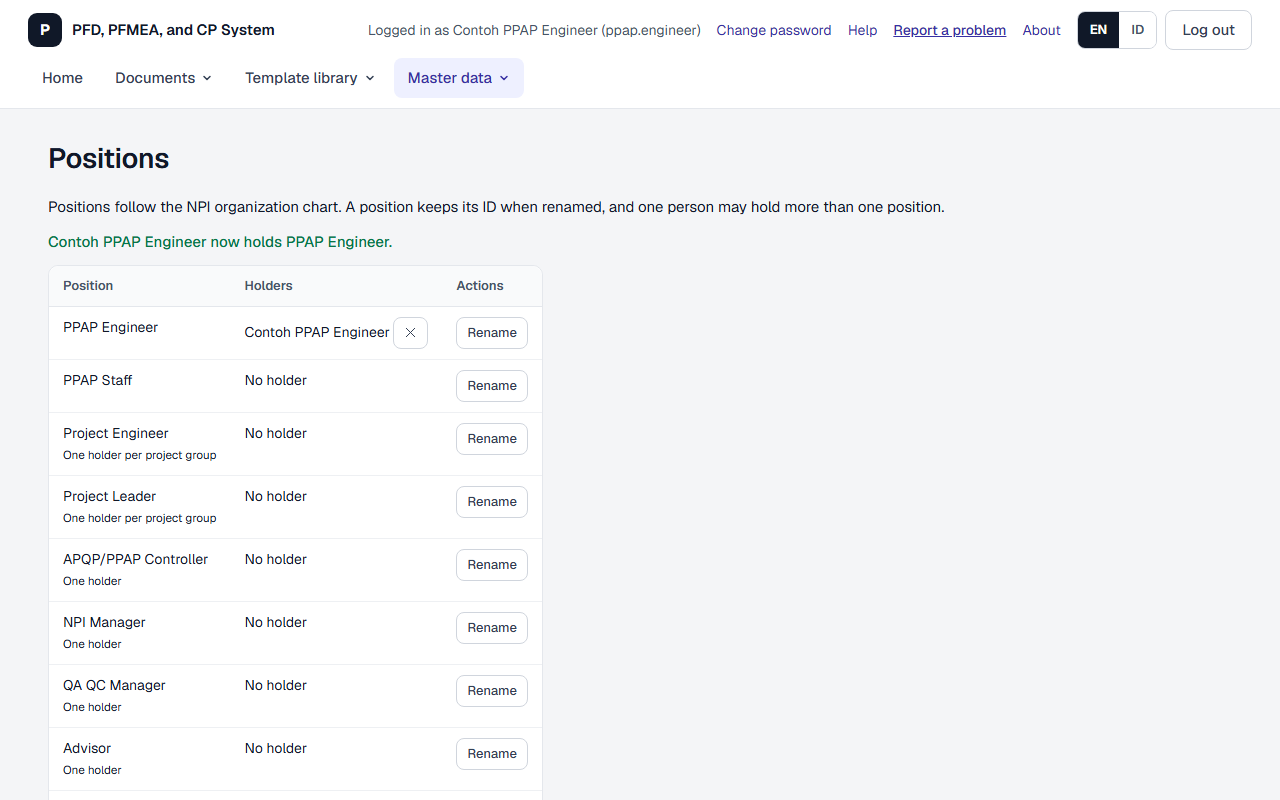 P PFD, PFMEA, and CP System Logged in as Contoh PPAP Engineer (ppap.engineer) Change password Help Report a problem About EN ID Log out
Home Documents Template library Master data
Positions
Positions follow the NPI organization chart. A position keeps its ID when renamed, and one person may hold more than one position.
Contoh PPAP Engineer now holds PPAP Engineer.
Position Holders Actions
PPAP Engineer Contoh PPAP Engineer Rename
PPAP Staff No holder Rename
Project Engineer No holder Rename
One holder per project group
Project Leader No holder Rename
One holder per project group
APQP/PPAP Controller No holder Rename
One holder
NPI Manager No holder Rename
One holder
QA QC Manager No holder Rename
One holder
Advisor No holder Rename
One holder